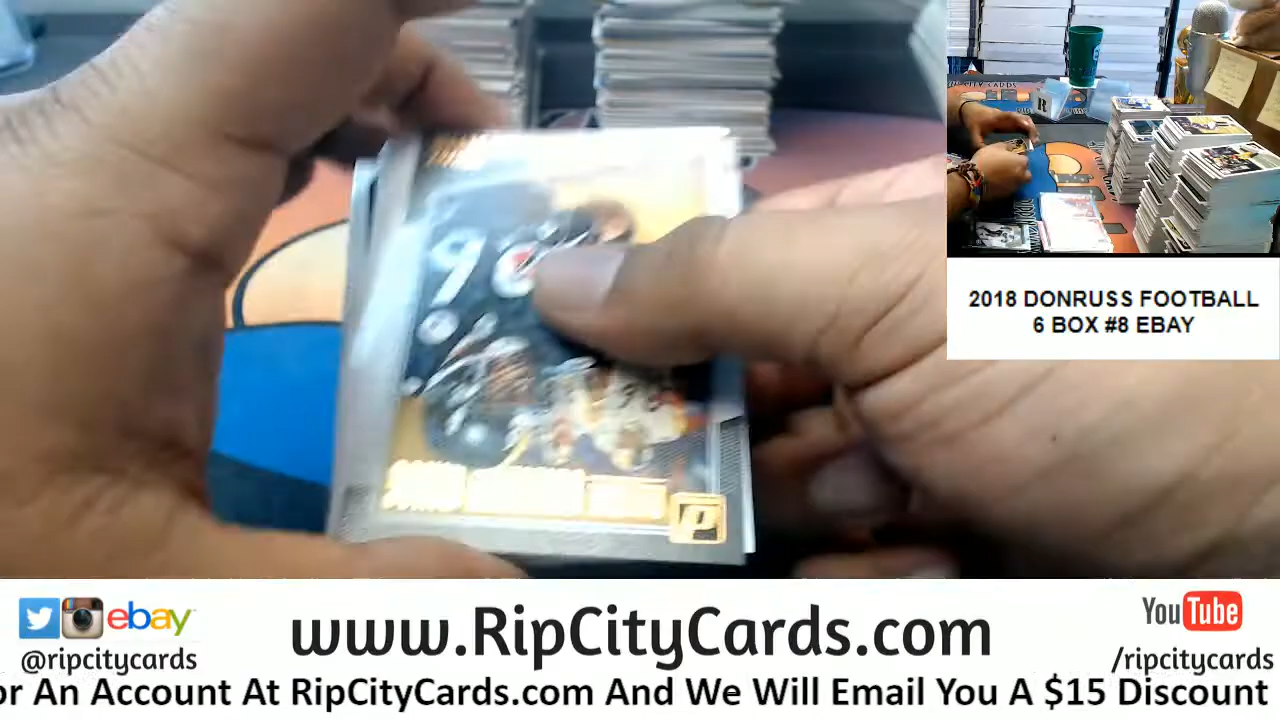 2018 DONRUSS FOOTBALL
6 BOX #8 EBAY
ebay
@ripcitycards
www.RipCityCards.com
YouTube
/ripcitycards
or An Account At RipCityCards.com And We Will Email You A $15 Discount